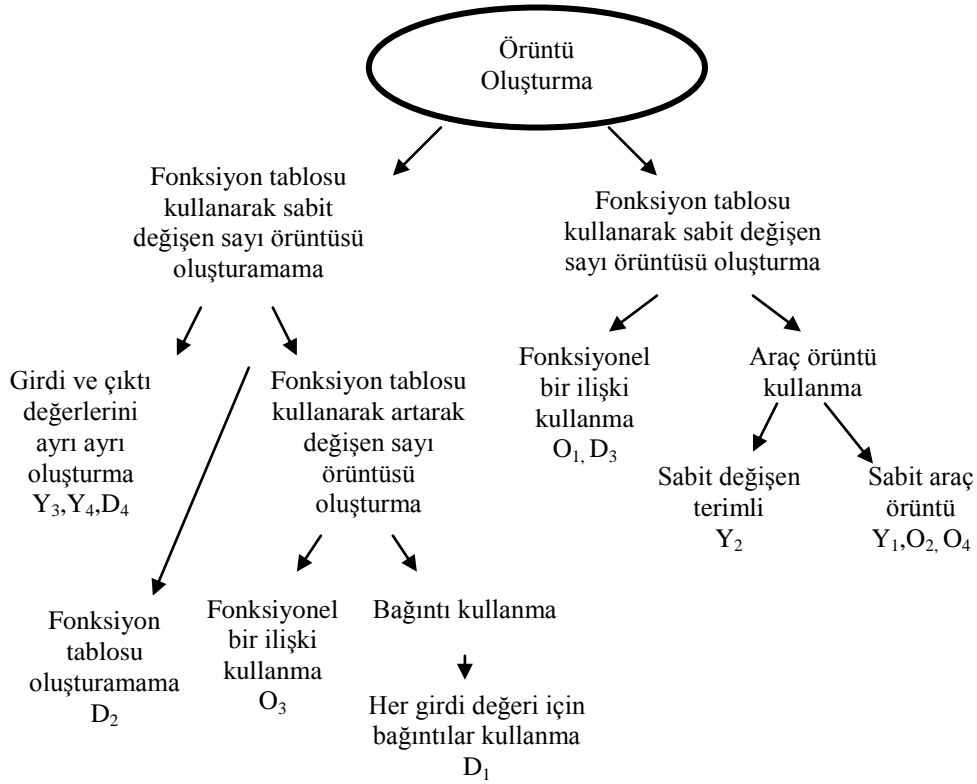 Örüntü
Oluşturma
Fonksiyon tablosu
kullanarak sabit
değişen sayı örüntüsü
oluşturamama
Fonksiyon tablosu
kullanarak sabit değişen
sayı örüntüsü oluşturma
Girdi ve çıktı
değerlerini
ayrı ayrı
oluşturma
Y₃,Y₄,D₄
Fonksiyon tablosu
kullanarak artarak
değişen sayı
örüntüsü
oluşturma
Fonksiyonel
bir ilişki
kullanma
O₁, D₃
Araç örüntü
kullanma
Sabit değişen
terimli
Y₂
Sabit araç
örüntü
Y₁,O₂, O₄
Fonksiyon
tablosu
oluşturamama
D₂
Fonksiyonel
bir ilişki
kullanma
O₃
Bağıntı kullanma
Her girdi değeri için
bağıntılar kullanma
D₁